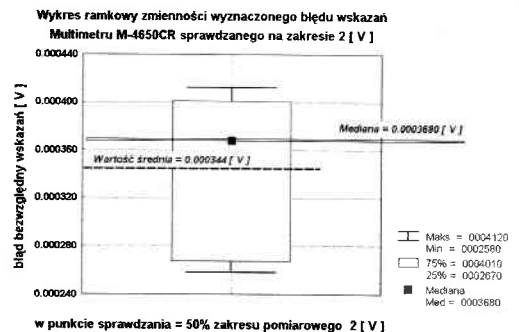 Wykres ramkowy zmienności wyznaczonego błędu wskazań
Multimetru M-4650CR sprawdzanego na zakresie 2 [ V ]
błąd bezwzględny wskazań [ V ]
0.000440
0.000400
0.000360
0.000320
0.000280
0.000240
Mediana = 0.0003680 [ V ]
Wartość średnia = 0.000344 [ V ]
Maks = 0004120
Min = 0002580
75% = 0004010
25% = 0002670
Mediana
Med = 0003680
w punkcie sprawdzania = 50% zakresu pomiarowego 2 [ V ]